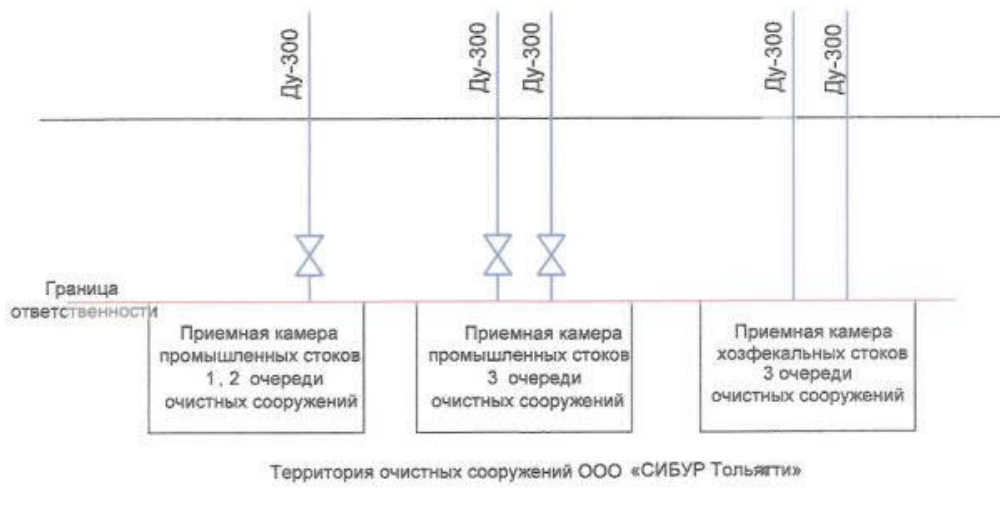 Ду-300
Ду-300
Ду-300
Ду-300
Ду-300
Граница
ответственности
Приемная камера
промышленных стоков
1 , 2 очереди
очистных сооружений
Приемная камера
промышленных стоков
3 очереди
очистных сооружений
Приемная камера
хозфекальных стоков
3 очереди
очистных сооружений
Территория очистных сооружений ООО «СИБУР Тольятти»